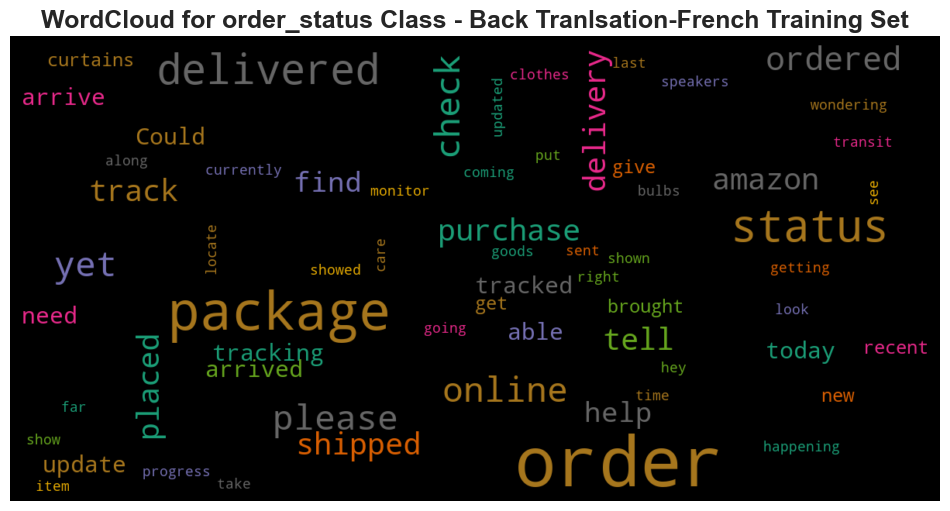 WordCloud for order_status Class - Back Tranlsation-French Training Set
curtains
delivered
check
updated
clothes
delivery
last
speakers
ordered
arrive
wondering
Could
along
currently
find
monitor
coming
put
give
bulbs
amazon
transit
see
track
status
purchase
goods
sent
shown
yet
locate
showed
care
tracked
right
getting
package
get
brought
look
need
going
able
tell
today
recent
placed
tracking
arrived
hey
online
time
new
far
please
help
show
shipped
order
happening
update
progress
item
take